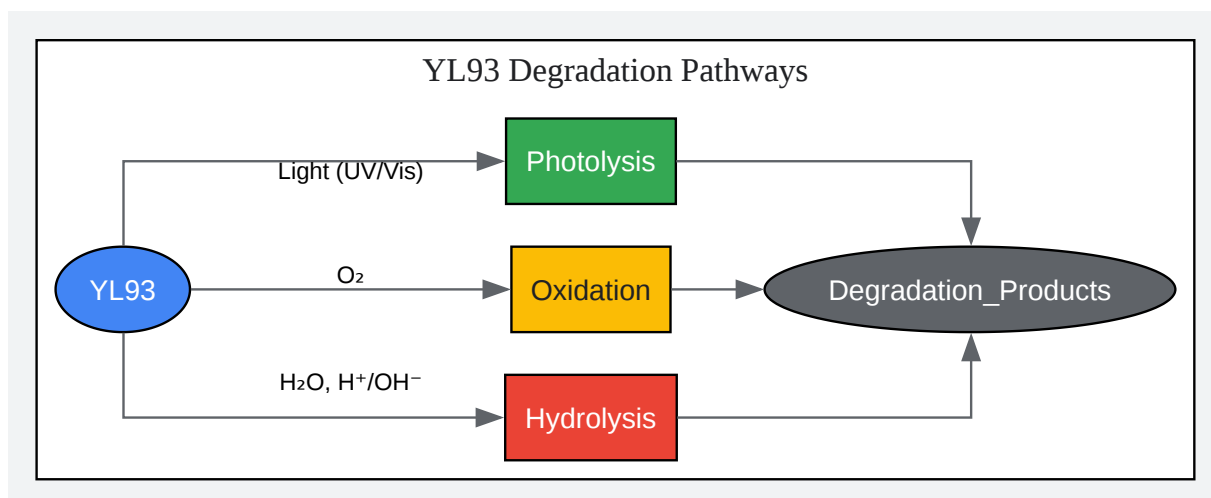 YL93 Degradation Pathways
Light (UV/Vis)
Photolysis
YL93
O₂
Oxidation
Degradation_Products
H₂O, H⁺/OH⁻
Hydrolysis